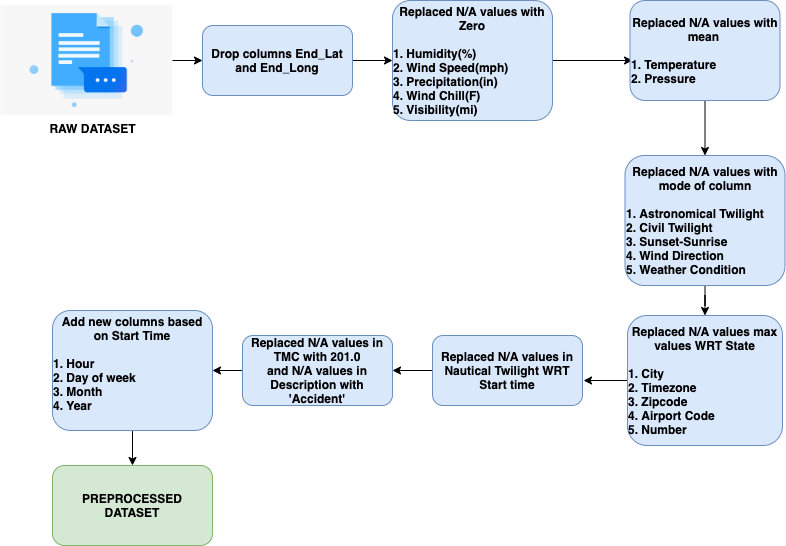 RAW DATASET
Drop columns End_Lat
and End_Long
Replaced N/A values with
Zero
1. Humidity(%)
2. Wind Speed(mph)
3. Precipitation(in)
4. Wind Chill(F)
5. Visibility(mi)
Replaced N/A values with
mean
1. Temperature
2. Pressure
Replaced N/A values with
mode of column
1. Astronomical Twilight
2. Civil Twilight
3. Sunset-Sunrise
4. Wind Direction
5. Weather Condition
Replaced N/A values max
values WRT State
1. City
2. Timezone
3. Zipcode
4. Airport Code
5. Number
Replaced N/A values in
Nautical Twilight WRT
Start time
Replaced N/A values in
TMC with 201.0
and N/A values in
Description with
'Accident'
Add new columns based
on Start Time
1. Hour
2. Day of week
3. Month
4. Year
PREPROCESSED
DATASET